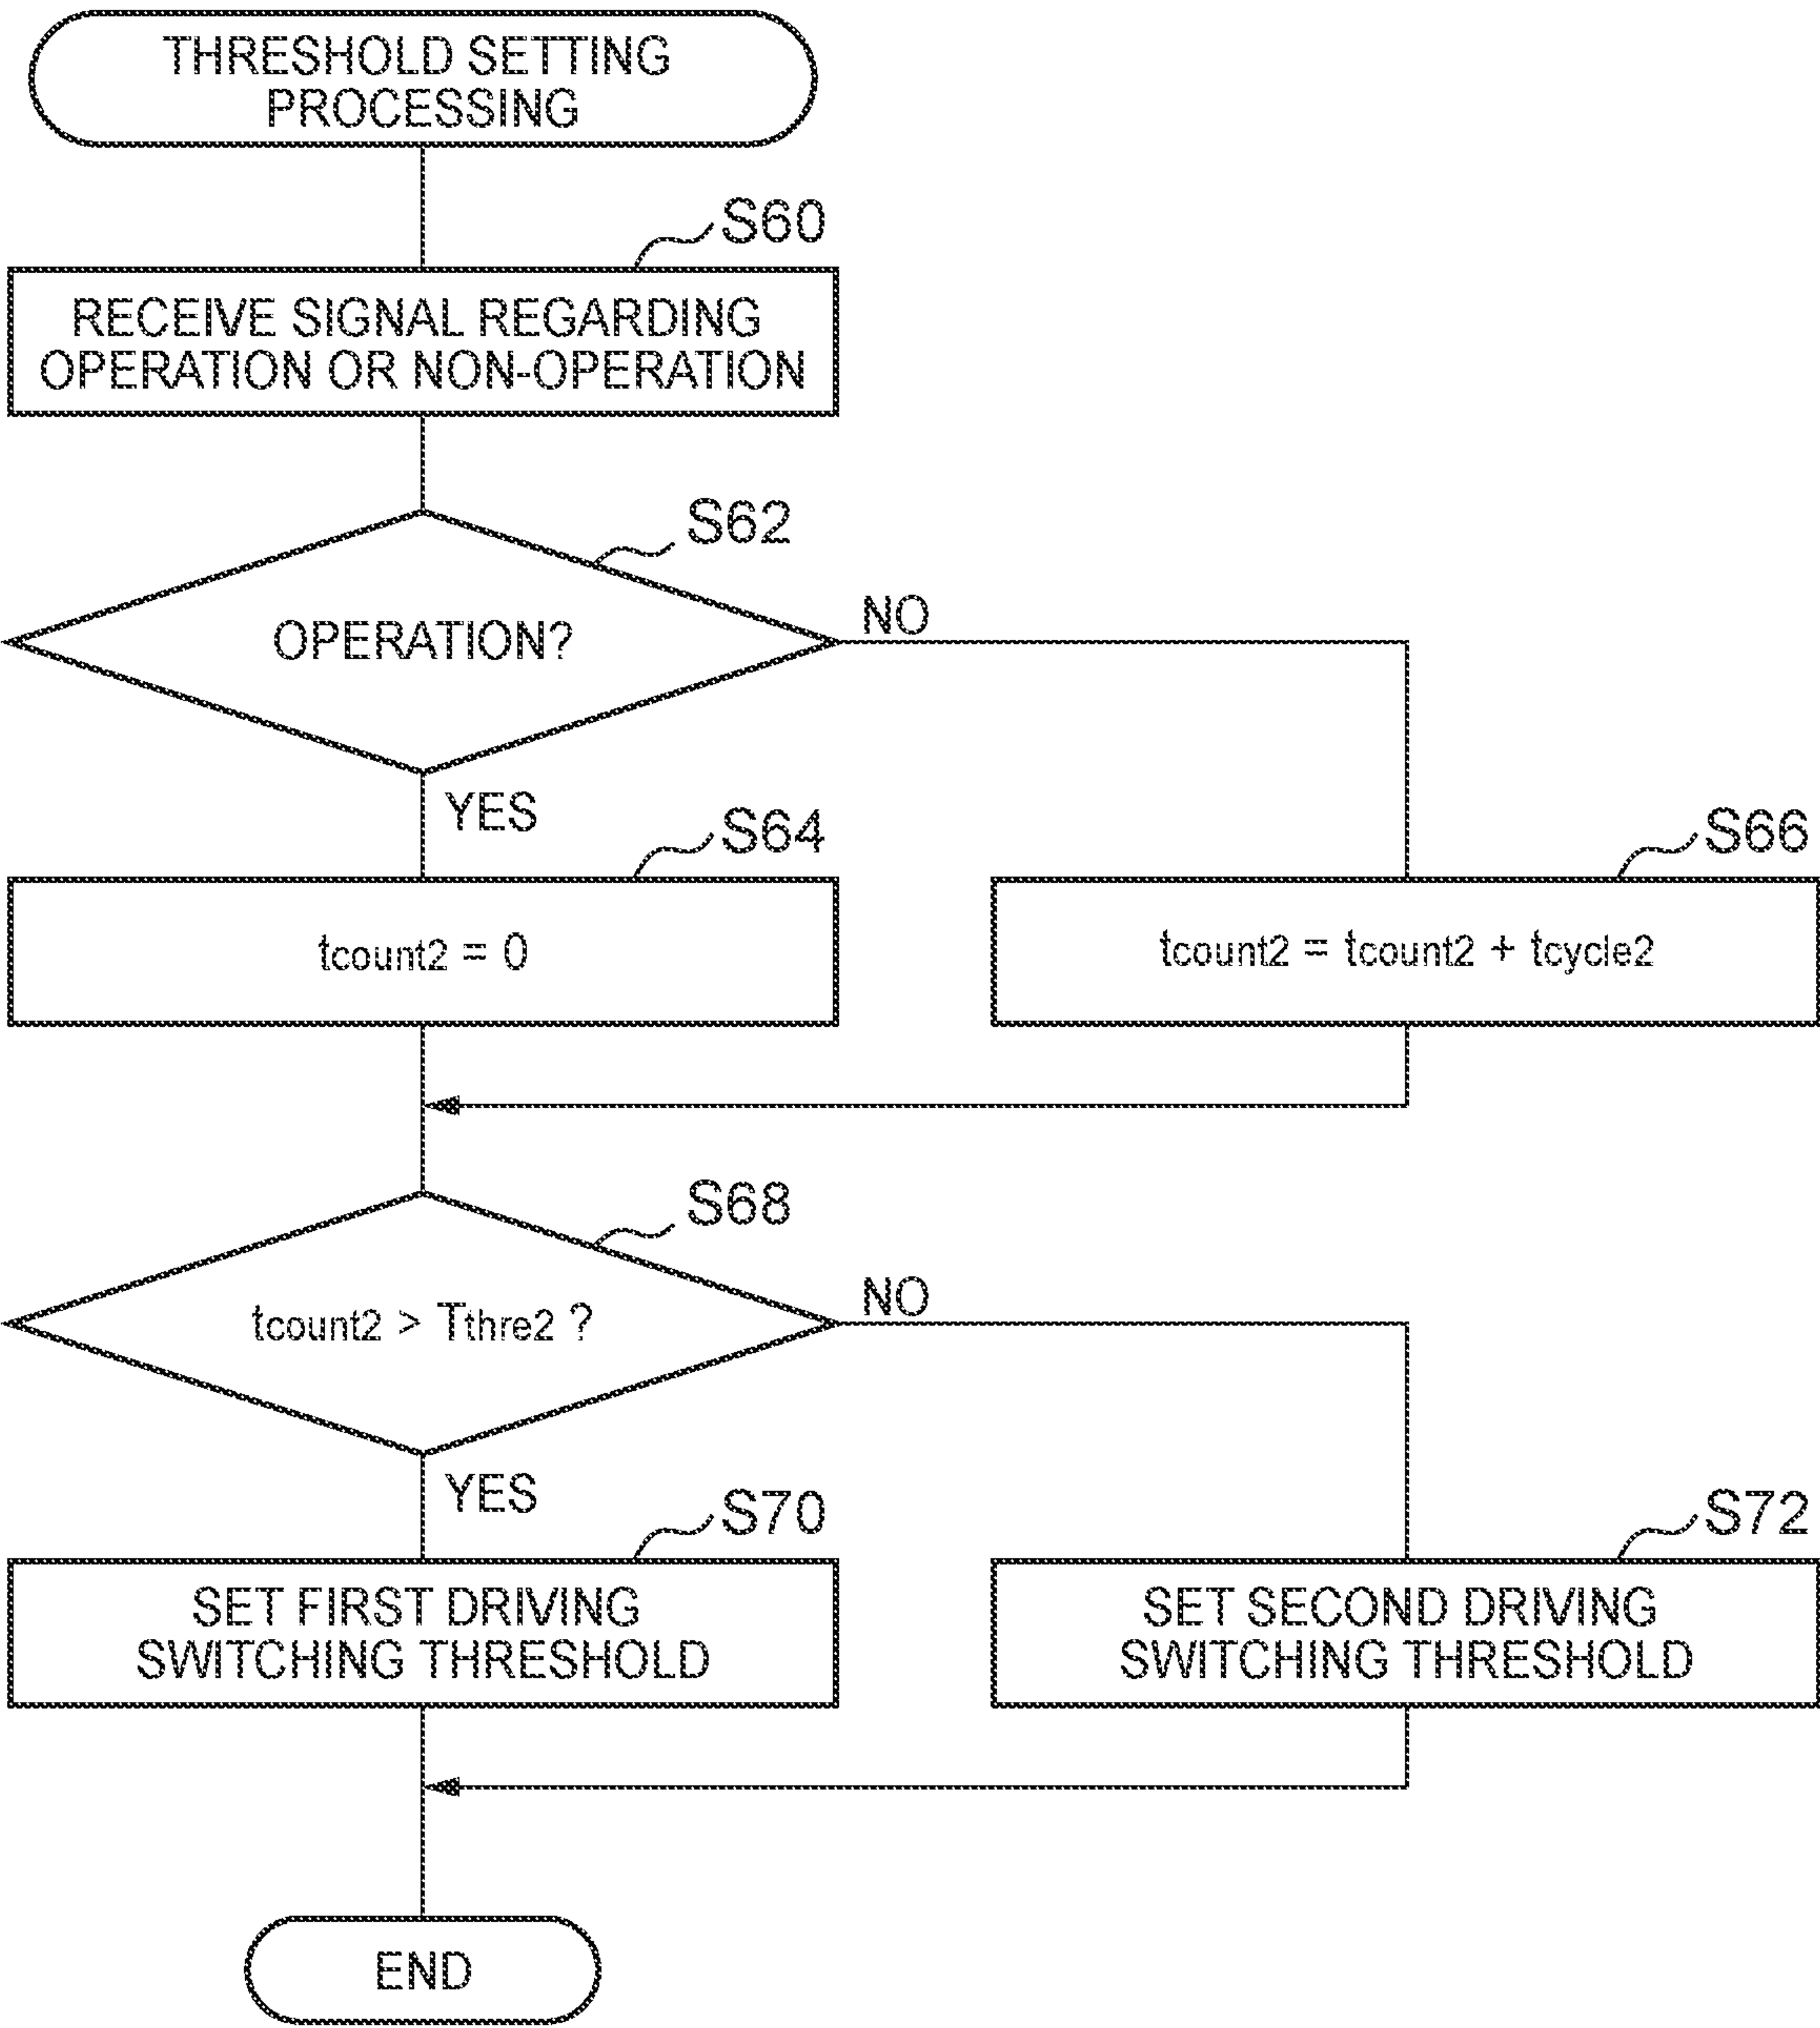 THRESHOLD SETTING
PROCESSING
S60
RECEIVE SIGNAL REGARDING
OPERATION OR NON-OPERATION
S62
OPERATION?
NO
YES
S64
tcount2 = 0
S66
tcount2 = tcount2 + tcycle2
S68
tcount2 > Tthre2 ?
NO
YES
S70
SET FIRST DRIVING
SWITCHING THRESHOLD
S72
SET SECOND DRIVING
SWITCHING THRESHOLD
END